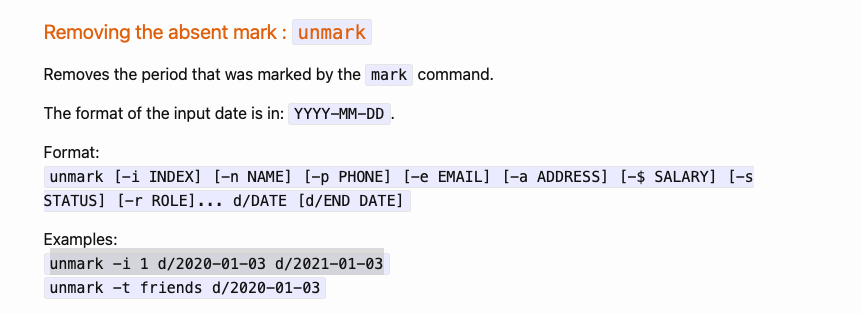 Removing the absent mark : unmark
Removes the period that was marked by the mark command.
The format of the input date is in: YYYY-MM-DD .
Format:
unmark [-i INDEX] [-n NAME] [-p PHONE] [-e EMAIL] [-a ADDRESS] [-$ SALARY] [-s
STATUS] [-r ROLE]... d/DATE [d/END DATE]
Examples:
unmark -i 1 d/2020-01-03 d/2021-01-03
unmark -t friends d/2020-01-03